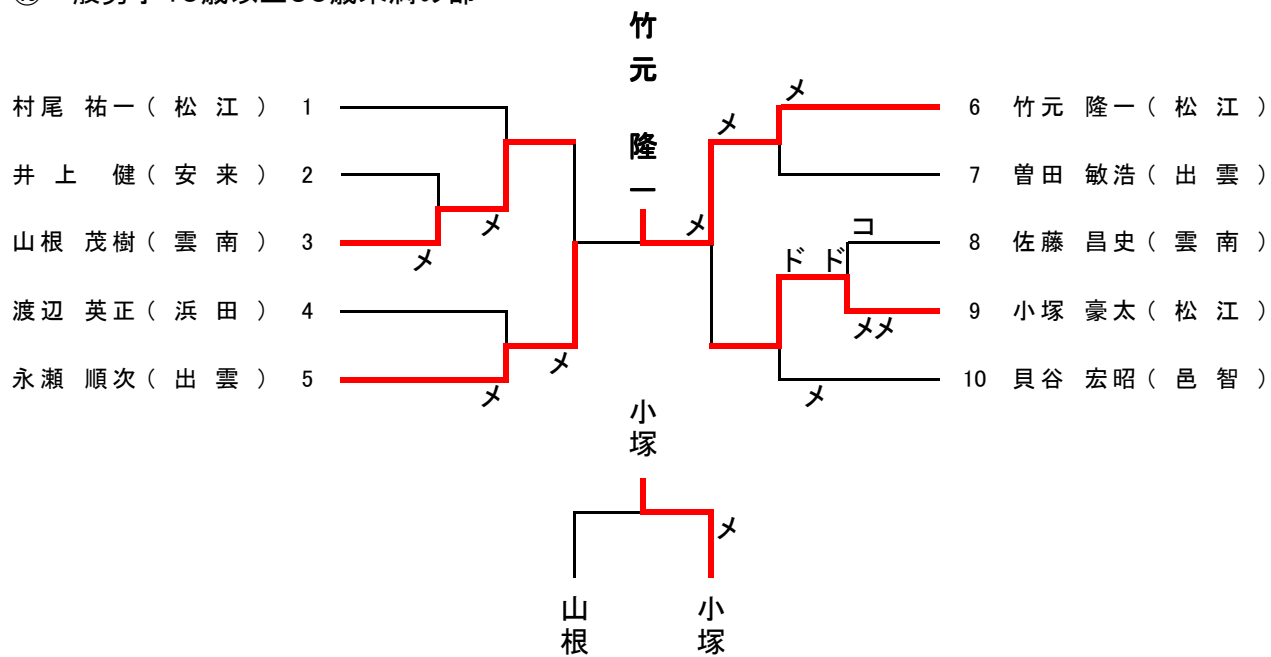 竹元 隆一
村尾 祐一（ 松 江 ） 1
井 上 健（ 安 来 ） 2
山根 茂樹（ 雲 南 ） 3
渡辺 英正（ 浜 田 ） 4
永瀬 順次（ 出 雲 ） 5
メ
メ
メ
メ
メ
メ
メ
6 竹元 隆一（ 松 江 ）
7 曽田 敏浩（ 出 雲 ）
コ
8 佐藤 昌史（ 雲 南 ）
ド ド
9 小塚 豪太（ 松 江 ）
メメ
10 貝谷 宏昭（ 邑 智 ）
メ
小塚
メ
山根
小塚